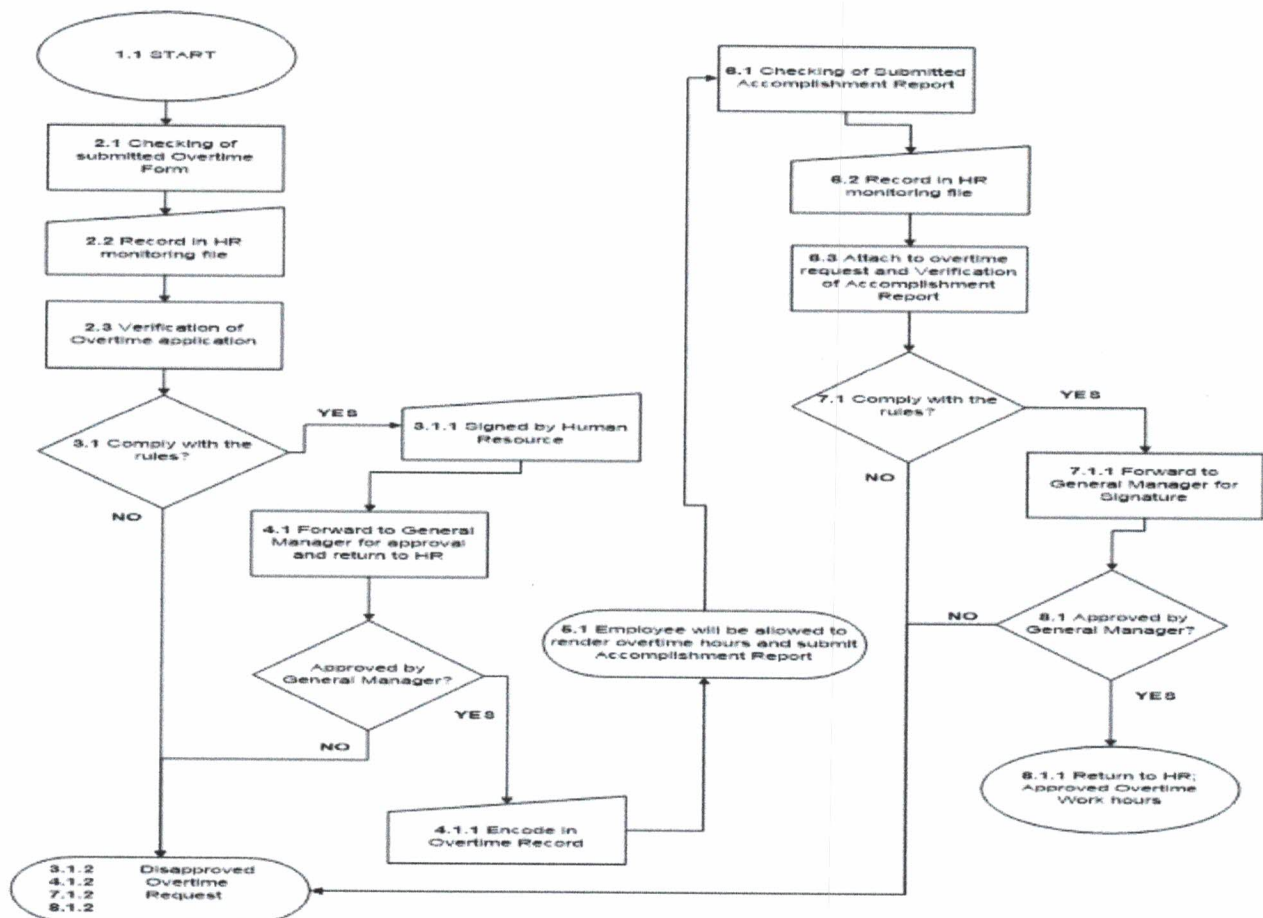 1.1 START
2.1 Checking of
submitted Overtime
Form
2.2 Record in HR
monitoring file
2.3 Verification of
Overtime application
3.1 Comply with the
rules?
YES
NO
3.1.1 Signed by Human
Resource
4.1 Forward to General
Manager for approval
and return to HR
Approved by
General Manager?
YES
NO
4.1.1 Encode in
Overtime Record
3.1.2 Disapproved
4.1.2 Overtime
7.1.2 Request
8.1.2
5.1 Employee will be allowed to
render overtime hours and submit
Accomplishment Report
6.1 Checking of Submitted
Accomplishment Report
6.2 Record in HR
monitoring file
6.3 Attach to overtime
request and Verification
of Accomplishment
Report
7.1 Comply with the
rules?
YES
NO
7.1.1 Forward to
General Manager for
Signature
8.1 Approved by
General Manager?
NO
YES
8.1.1 Return to HR;
Approved Overtime
Work hours